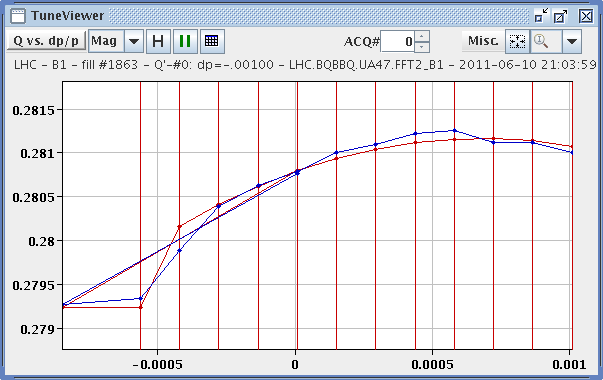 TuneViewer
Q vs. dp/p Mag H ACQ# 0 Misc.
LHC - B1 - fill #1863 - Q'-#0: dp=-.00100 - LHC.BQBBQ.UA47.FFT2_B1 - 2011-06-10 21:03:59
0.2815
0.281
0.2805
0.28
0.2795
0.279
-0.0005 0 0.0005 0.001